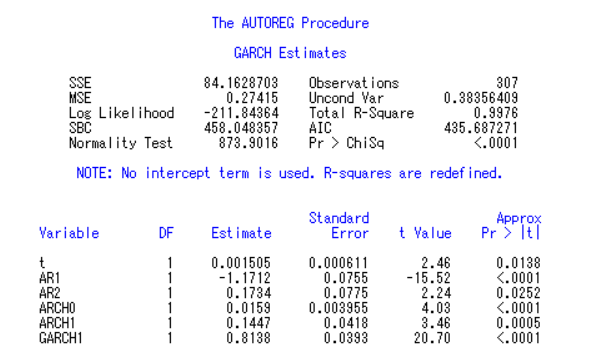 The AUTOREG Procedure
GARCH Estimates
SSE 84.1628703 Observations 307
MSE 0.27415 Uncond Var 0.38356409
Log Likelihood -211.84364 Total R-Square 0.9976
SBC 458.048357 AIC 435.687271
Normality Test 873.9016 Pr > ChiSq <.0001
NOTE: No intercept term is used. R-squares are redefined.
Standard Approx
Variable DF Estimate Error t Value Pr > |t|
t 1 0.001505 0.000611 2.46 0.0138
AR1 1 -1.1712 0.0755 -15.52 <.0001
AR2 1 0.1734 0.0775 2.24 0.0252
ARCH0 1 0.0159 0.003955 4.03 <.0001
ARCH1 1 0.1447 0.0418 3.46 0.0005
GARCH1 1 0.8138 0.0393 20.70 <.0001